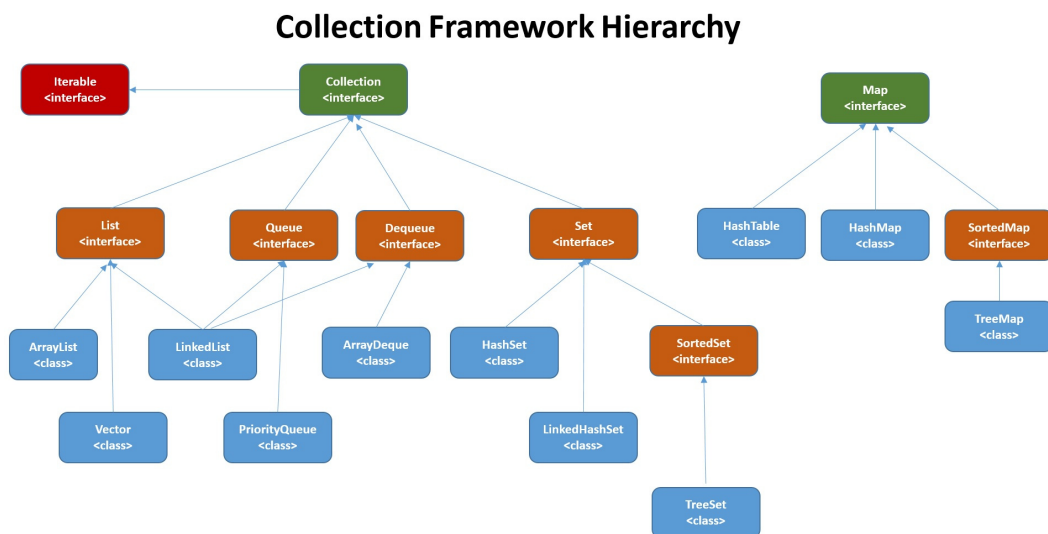 Collection Framework Hierarchy
Iterable
<interface>
Collection
<interface>
Map
<interface>
List
<interface>
Queue
<interface>
Dequeue
<interface>
Set
<interface>
HashTable
<class>
HashMap
<class>
SortedMap
<interface>
ArrayList
<class>
LinkedList
<class>
ArrayDeque
<class>
HashSet
<class>
SortedSet
<interface>
TreeMap
<class>
Vector
<class>
PriorityQueue
<class>
LinkedHashSet
<class>
TreeSet
<class>